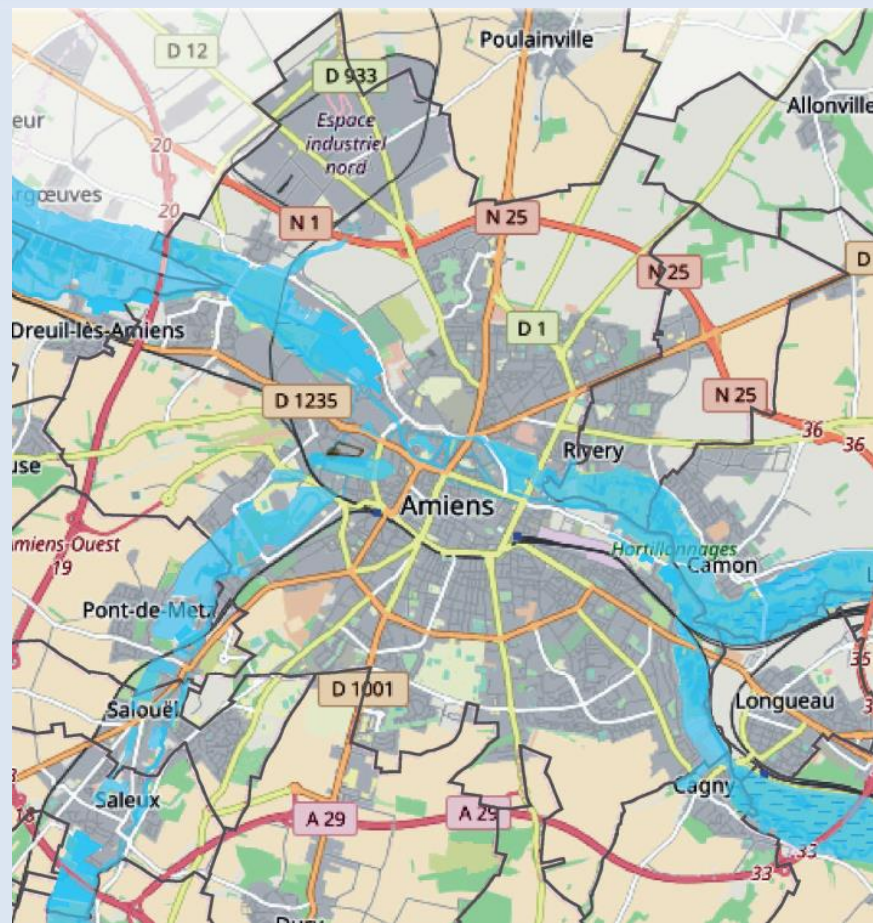 Poulainville
D 12
D 933
Allonville
Espace
industriel
nord
20
20
N 1
N 25
D
N 25
Dreuil-lès-Amiens
D 1
D 1235
N 25
36
36
Rivery
Amiens
Amiens-Ouest
19
Hortillonnages
Camon
Pont-de-Met.
35
D 1001
Longueau
Salouël
Cagny
Saleux
A 29
A 29
33
33
Dury